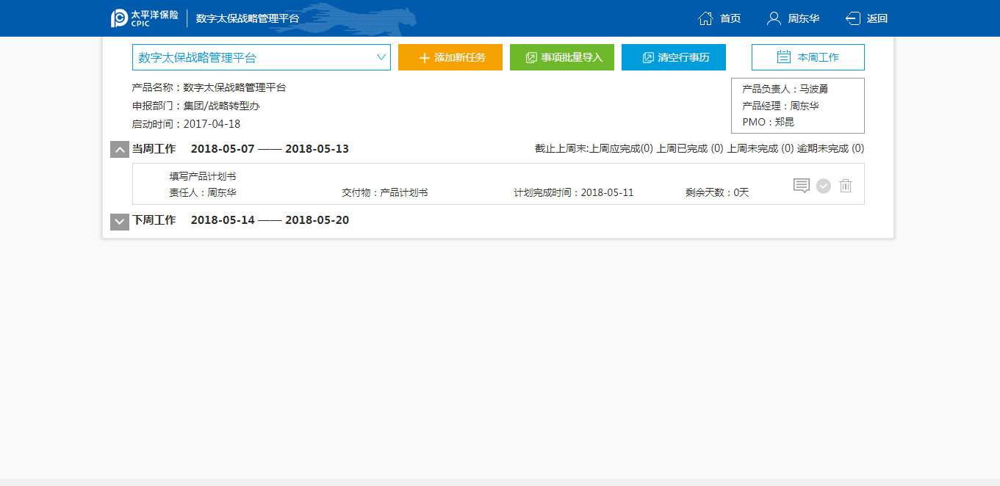 太平洋保险
CPIC
数字太保战略管理平台
首页
周东华
返回
数字太保战略管理平台
添加新任务
事项批量导入
清空行事历
本周工作
产品名称：数字太保战略管理平台
申报部门：集团/战略转型办
启动时间：2017-04-18
产品负责人：马波勇
产品经理：周东华
PMO：郑昆
当周工作 2018-05-07 —— 2018-05-13
截止上周末:上周应完成(0) 上周已完成 (0) 上周未完成 (0) 逾期未完成 (0)
填写产品计划书
责任人：周东华 交付物：产品计划书 计划完成时间：2018-05-11 剩余天数：0天
下周工作 2018-05-14 —— 2018-05-20